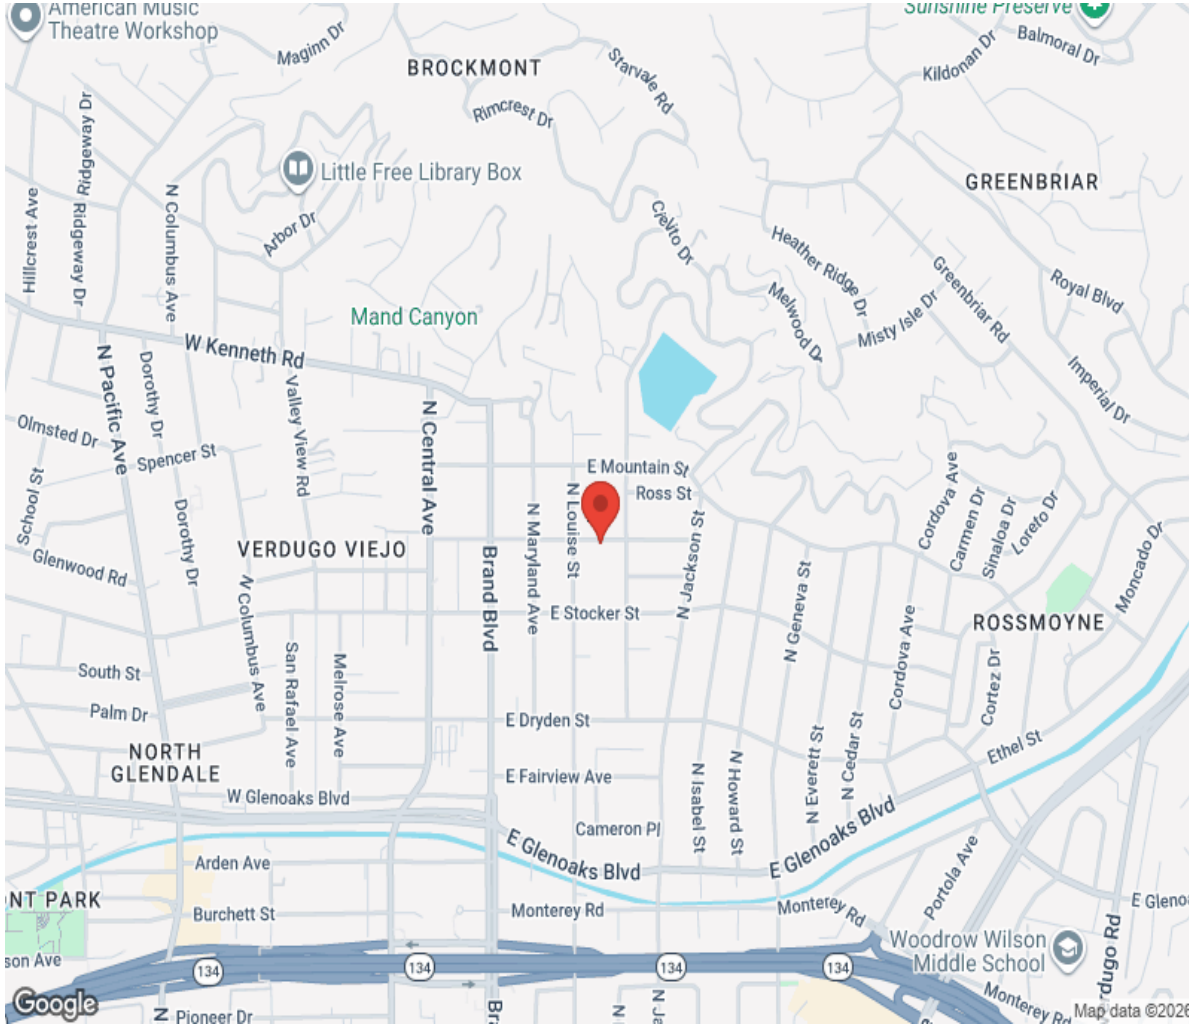 American Music
Theatre Workshop
Maginn Dr
BROCKMONT
Starvale Rd
Sunshine Preserve
Kildonan Dr
Balmoral Dr
Rimcrest Dr
Ridgeway Dr
Ridgeway Dr
Hillcrest Ave
N Columbus Ave
Little Free Library Box
Arbor Dr
GREENBRIAR
Cielito Dr
Heather Ridge Dr
Greenbriar Rd
Royal Blvd
Melwood Dr
Misty Isle Dr
Imperial Dr
Mand Canyon
W Kenneth Rd
N Pacific Ave
Dorothy Dr
Valley View Rd
N Central Ave
Olmsted Dr
Spencer St
School St
Dorothy Dr
Glenwood Rd
VERDUGO VIEJO
N Columbus Ave
E Mountain St
Ross St
N Louise St
N Maryland Ave
N Jackson St
Brand Blvd
E Stocker St
N Geneva St
Cordova Ave
Carmen Dr
Sinaloa Dr
Loreto Dr
Moncado Dr
ROSSMOYNE
Cordova Ave
Cortez Dr
South St
San Rafael Ave
Melrose Ave
Palm Dr
NORTH
GLENDALE
E Dryden St
E Fairview Ave
W Glenoaks Blvd
Cameron Pl
N Isabel St
N Howard St
N Everett St
N Cedar St
Ethel St
E Glenoaks Blvd
E Glenoaks Blvd
Arden Ave
Burchett St
Monterey Rd
Monterey Rd
Portola Ave
E Glenoa
NT PARK
son Ave
Woodrow Wilson
Middle School
rdugo Rd
134
134
134
134
Monterey Rd
Pioneer Dr
N
Bra
N
N Ja
Google
Map data ©2026